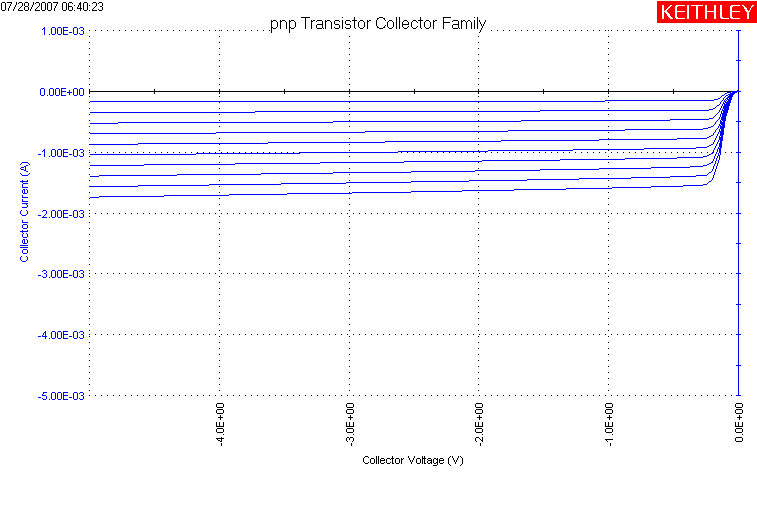 07/28/2007 06:40:23
KEITHLEY
pnp Transistor Collector Family
1.00E-03
0.00E+00
-1.00E-03
-2.00E-03
-3.00E-03
-4.00E-03
-5.00E-03
Collector Current (A)
-4.0E+00
-3.0E+00
-2.0E+00
-1.0E+00
0.0E+00
Collector Voltage (V)